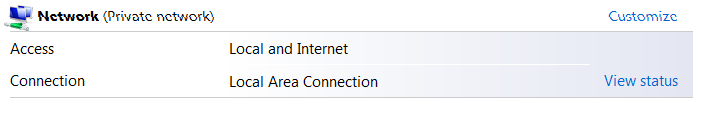 Network (Private network) Customize
Access Local and Internet
Connection Local Area Connection View status